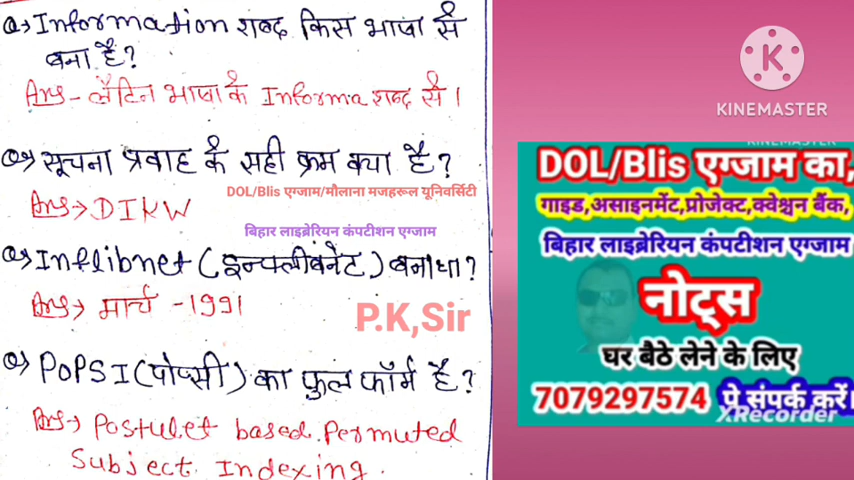 Q→ Information शब्द किस भाषा से
बना है?
Ans - लैटिन भाषा के Informa शब्द से।
Q→ सूचना प्रवाह के सही क्रम क्या है?
DOL/Blis एग्जाम/मौलाना मजहरूल यूनिवर्सिटी
Ans→ DIKW
बिहार लाइब्रेरियन कंपटीशन एग्जाम
Q→ Inflibnet (इन्फ्लीबनेट) बनाथा?
Ans→ मार्च -1991
P.K,Sir
Q→ POPSI (पोप्सी) का फुल फॉर्म है?
Ans→ Postulet based Permuted
Subject Indexing.
K
KINEMASTER
KINEMASTER
DOL/Blis एग्जाम का,
गाइड,असाइनमेंट,प्रोजेक्ट,क्वेश्चन बैंक,
बिहार लाइब्रेरियन कंपटीशन एग्जाम
नोट्स
घर बैठे लेने के लिए
7079297574 पे संपर्क करें।
XRecorder